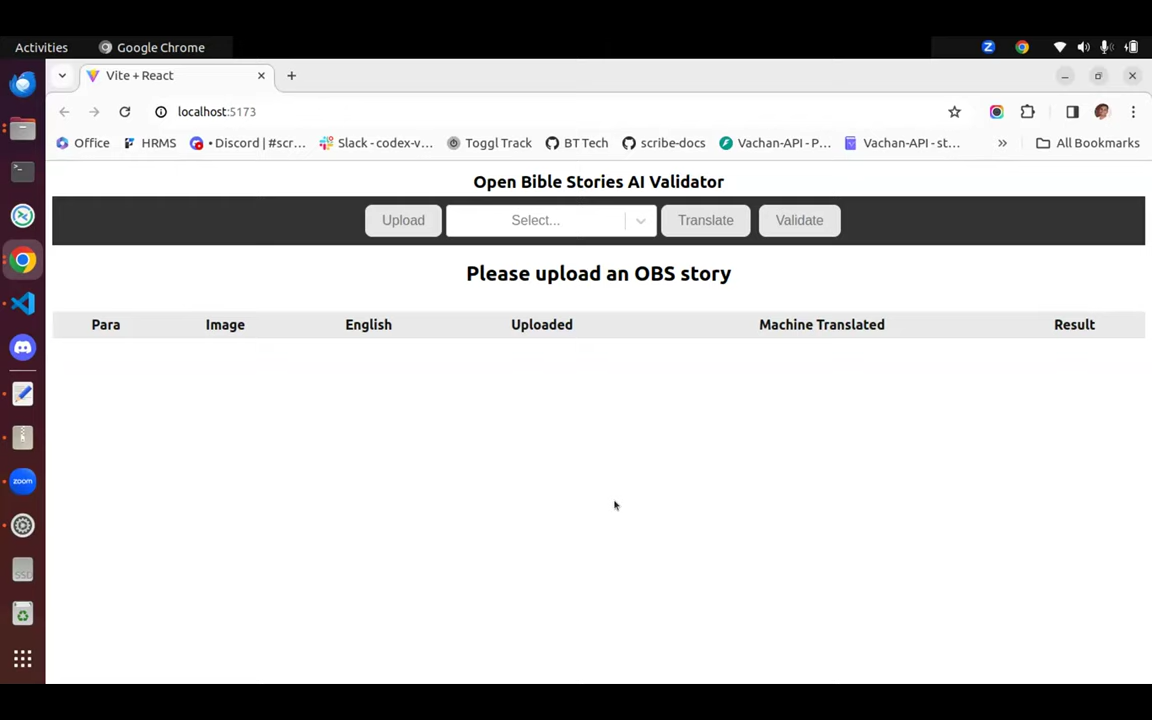 Activities Google Chrome
Vite + React
localhost:5173
Office HRMS • Discord | #scr... Slack - codex-v... Toggl Track BT Tech scribe-docs Vachan-API - P... Vachan-API - st... » All Bookmarks
Open Bible Stories AI Validator
Upload Select... Translate Validate
Please upload an OBS story
Para Image English Uploaded Machine Translated Result
zoom
SSD